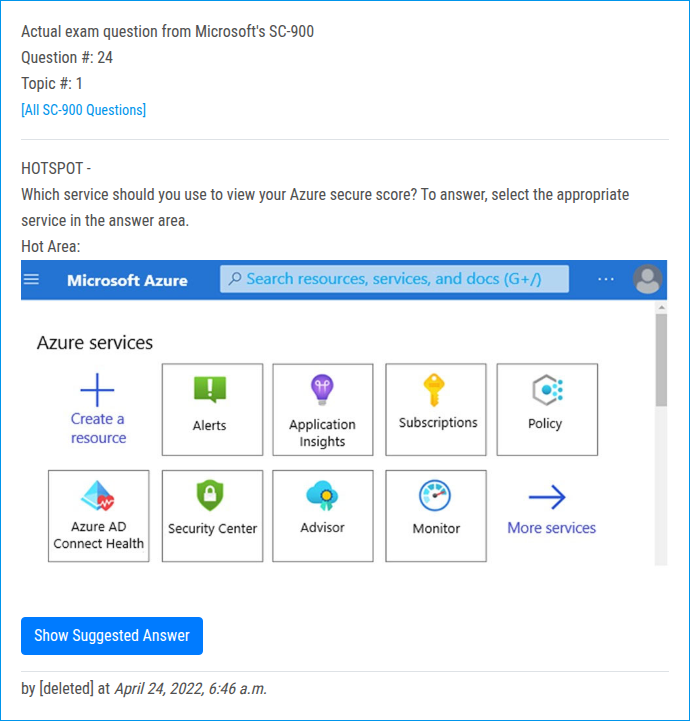 Actual exam question from Microsoft's SC-900
Question #: 24
Topic #: 1
[All SC-900 Questions]
HOTSPOT -
Which service should you use to view your Azure secure score? To answer, select the appropriate
service in the answer area.
Hot Area:
Microsoft Azure
Search resources, services, and docs (G+/)
...
Azure services
Create a
resource
Alerts
Application
Insights
Subscriptions
Policy
Azure AD
Connect Health
Security Center
Advisor
Monitor
More services
Show Suggested Answer
by [deleted] at April 24, 2022, 6:46 a.m.